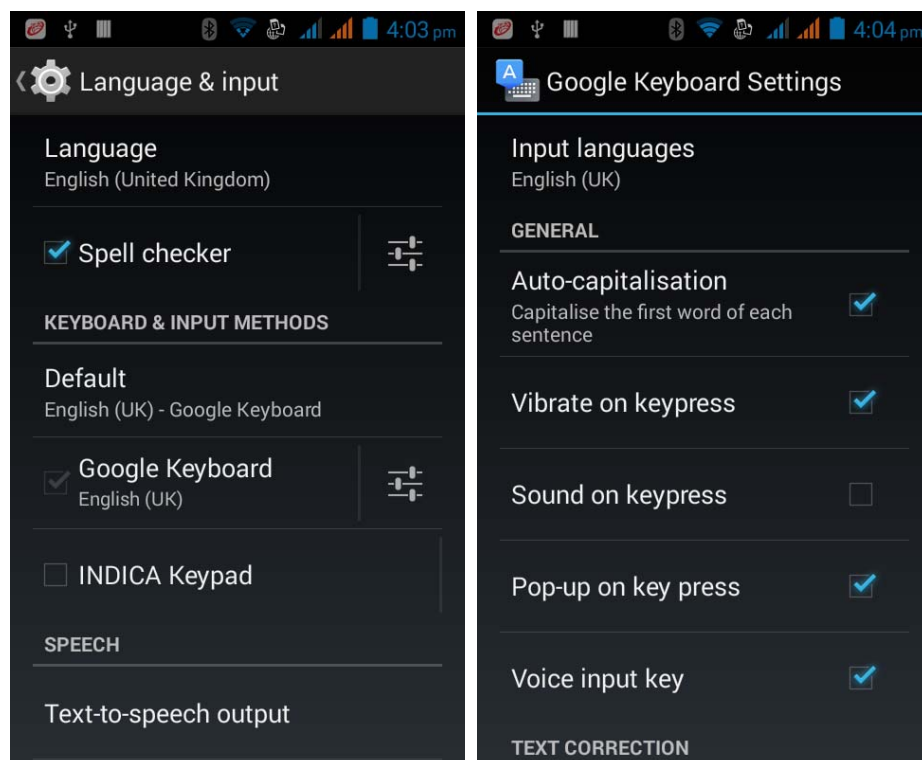 4:03 pm
Language & input
Language
English (United Kingdom)
Spell checker
KEYBOARD & INPUT METHODS
Default
English (UK) - Google Keyboard
Google Keyboard
English (UK)
INDICA Keypad
SPEECH
Text-to-speech output
4:04 pm
A
Google Keyboard Settings
Input languages
English (UK)
GENERAL
Auto-capitalisation
Capitalise the first word of each
sentence
Vibrate on keypress
Sound on keypress
Pop-up on key press
Voice input key
TEXT CORRECTION